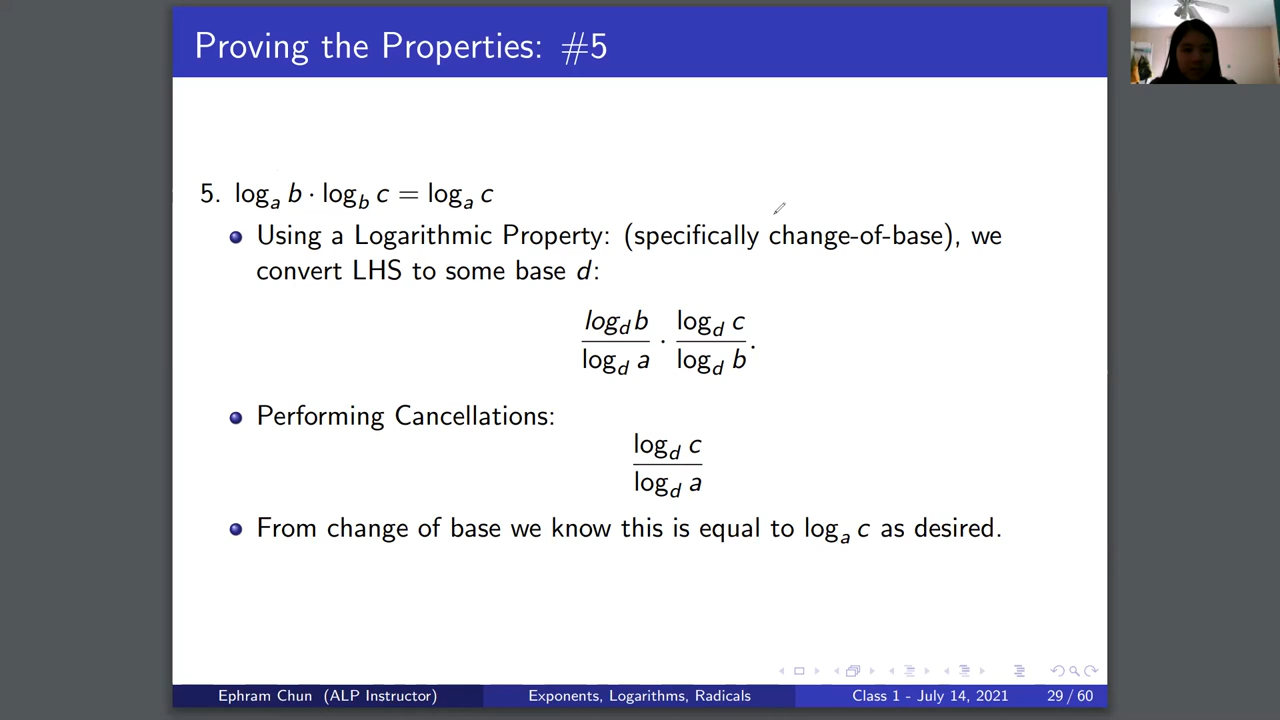 Proving the Properties: #5
5. log_a b · log_b c = log_a c
Using a Logarithmic Property: (specifically change-of-base), we
convert LHS to some base d:
log_d b / log_d a · log_d c / log_d b.
Performing Cancellations:
log_d c / log_d a
From change of base we know this is equal to log_a c as desired.
Ephram Chun (ALP Instructor) Exponents, Logarithms, Radicals Class 1 - July 14, 2021 29 / 60